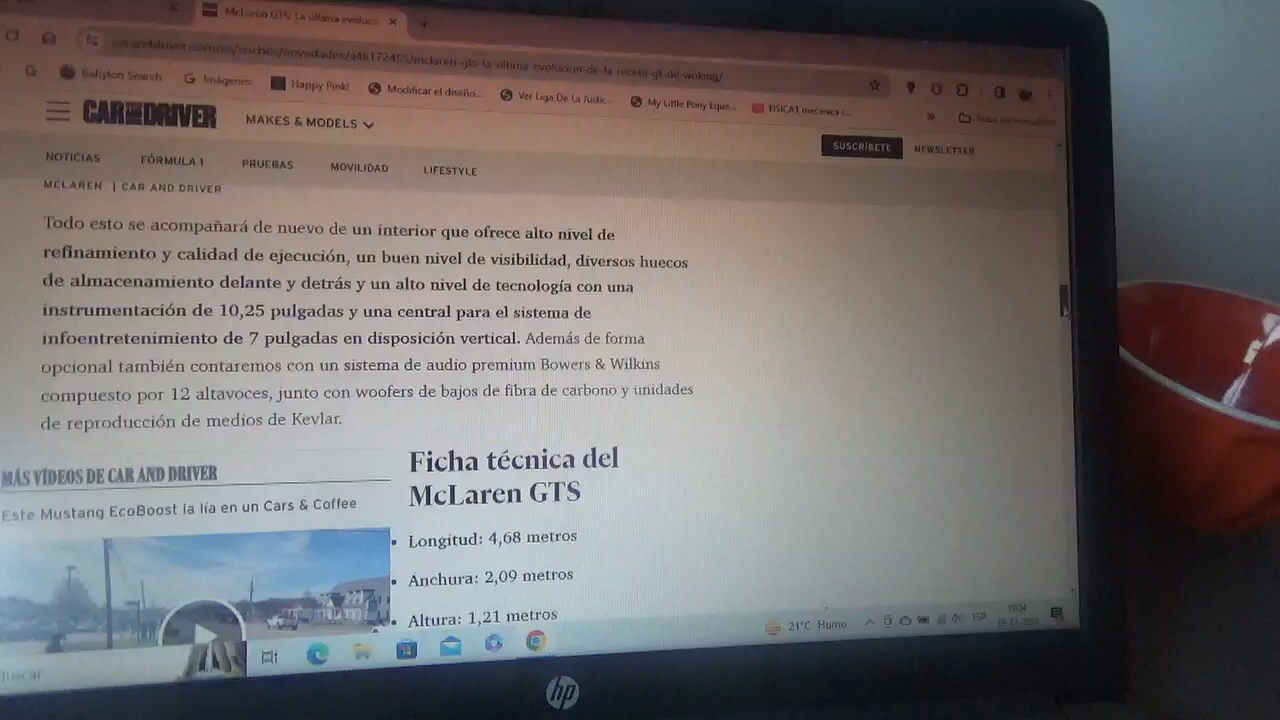 McLaren GTS: La última evoluc...
caranddriver.com/es/coches/novedades/a46172455/mclaren-gts-la-ultima-evolucion-de-la-receta-gt-de-woking/
Babylon Search
Imágenes
Happy Pink!
Modificar el diseño...
Ver Liga De La Justic...
My Little Pony Eque...
FISICA1 mecanica c...
»
CAR AND DRIVER
MAKES & MODELS
SUSCRÍBETE
NEWSLETTER
NOTICIAS
FÓRMULA 1
PRUEBAS
MOVILIDAD
LIFESTYLE
MCLAREN | CAR AND DRIVER
Todo esto se acompañará de nuevo de un interior que ofrece alto nivel de
refinamiento y calidad de ejecución, un buen nivel de visibilidad, diversos huecos
de almacenamiento delante y detrás y un alto nivel de tecnología con una
instrumentación de 10,25 pulgadas y una central para el sistema de
infoentretenimiento de 7 pulgadas en disposición vertical. Además de forma
opcional también contaremos con un sistema de audio premium Bowers & Wilkins
compuesto por 12 altavoces, junto con woofers de bajos de fibra de carbono y unidades
de reproducción de medios de Kevlar.
MÁS VÍDEOS DE CAR AND DRIVER
Este Mustang EcoBoost la lía en un Cars & Coffee
Ficha técnica del
McLaren GTS
• Longitud: 4,68 metros
• Anchura: 2,09 metros
• Altura: 1,21 metros
21°C Humo
ESP
hp